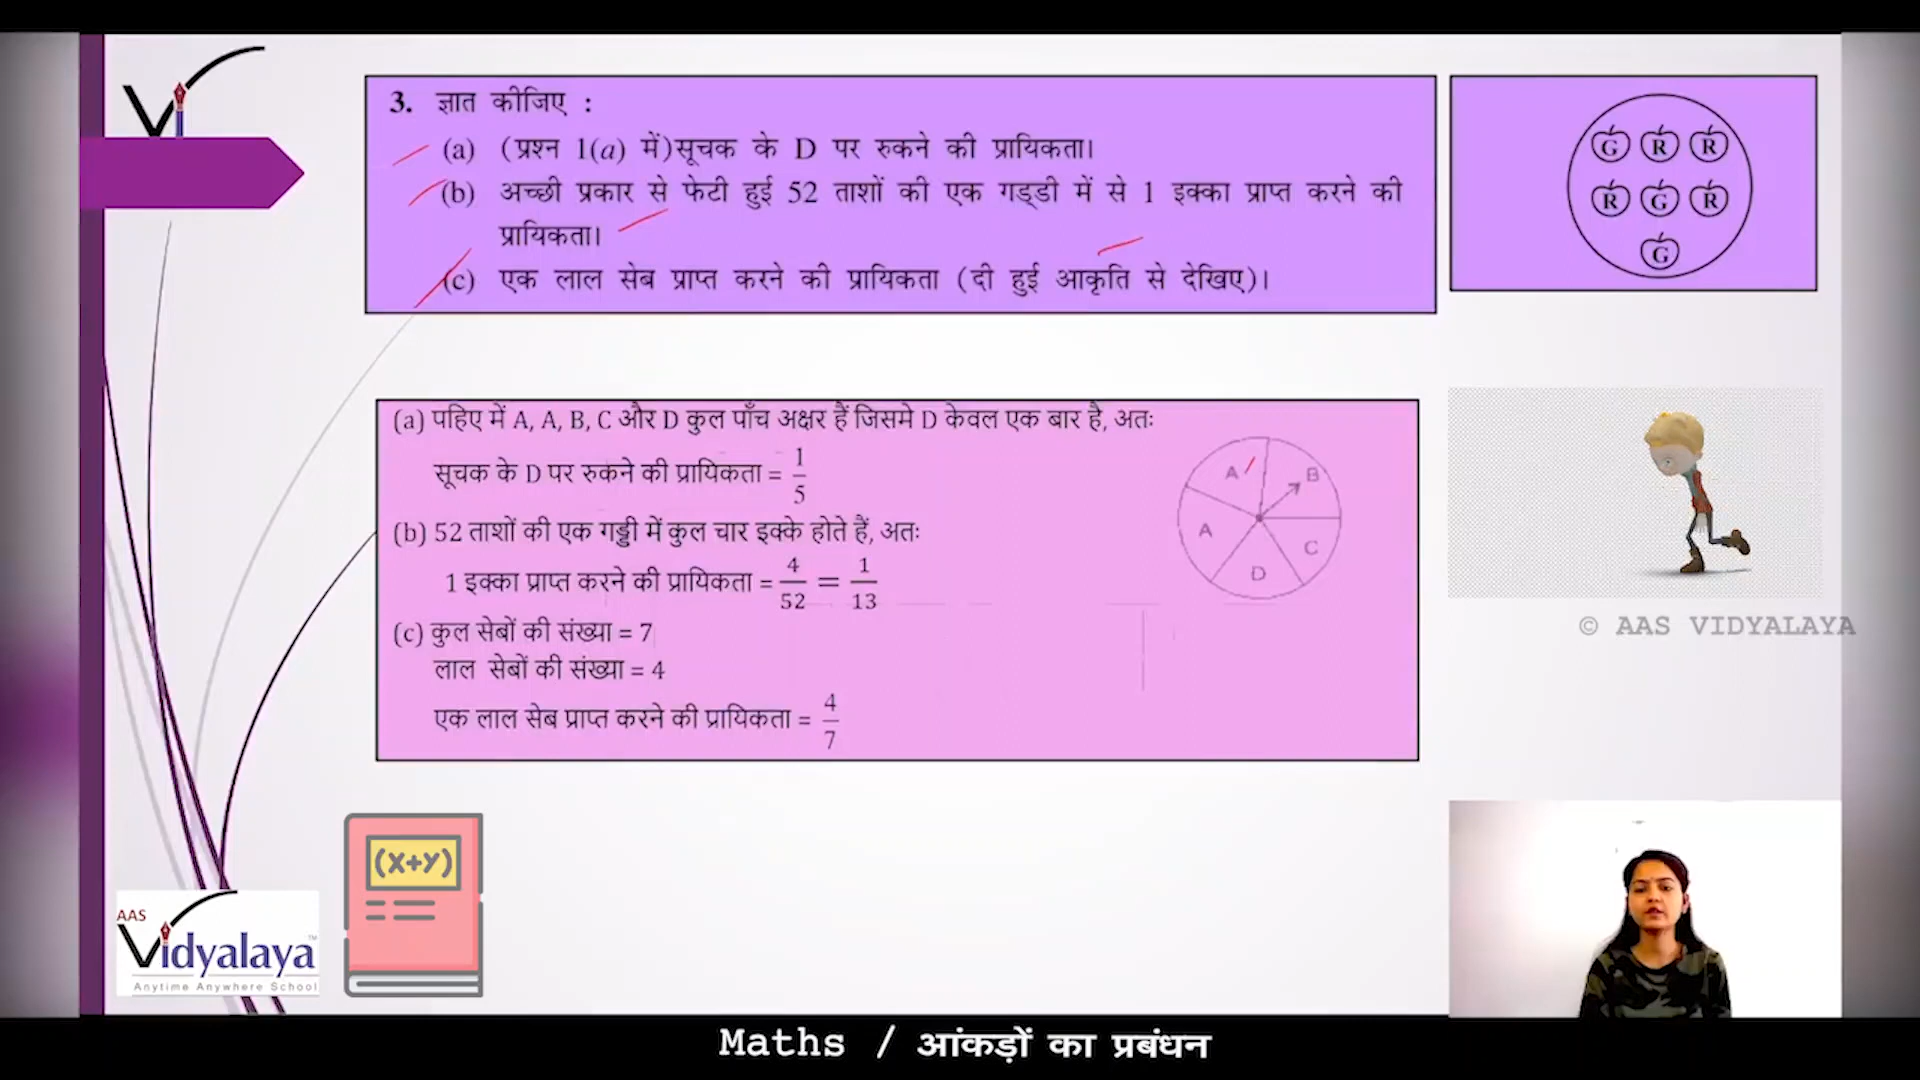 3. ज्ञात कीजिए :
(a) (प्रश्न 1(a) में)सूचक के D पर रुकने की प्रायिकता।
(b) अच्छी प्रकार से फेटी हुई 52 ताशों की एक गड्डी में से 1 इक्का प्राप्त करने की
प्रायिकता।
(c) एक लाल सेब प्राप्त करने की प्रायिकता (दी हुई आकृति से देखिए)।
G R R
R G R
G
(a) पहिए में A, A, B, C और D कुल पाँच अक्षर हैं जिसमे D केवल एक बार है, अतः
सूचक के D पर रुकने की प्रायिकता = 1/5
(b) 52 ताशों की एक गड्डी में कुल चार इक्के होते हैं, अतः
1 इक्का प्राप्त करने की प्रायिकता = 4/52 = 1/13
(c) कुल सेबों की संख्या = 7
लाल सेबों की संख्या = 4
एक लाल सेब प्राप्त करने की प्रायिकता = 4/7
A B
A C
D
© AAS VIDYALAYA
(x+y)
AAS
Vidyalaya™
Anytime Anywhere School
Maths / आंकड़ों का प्रबंधन